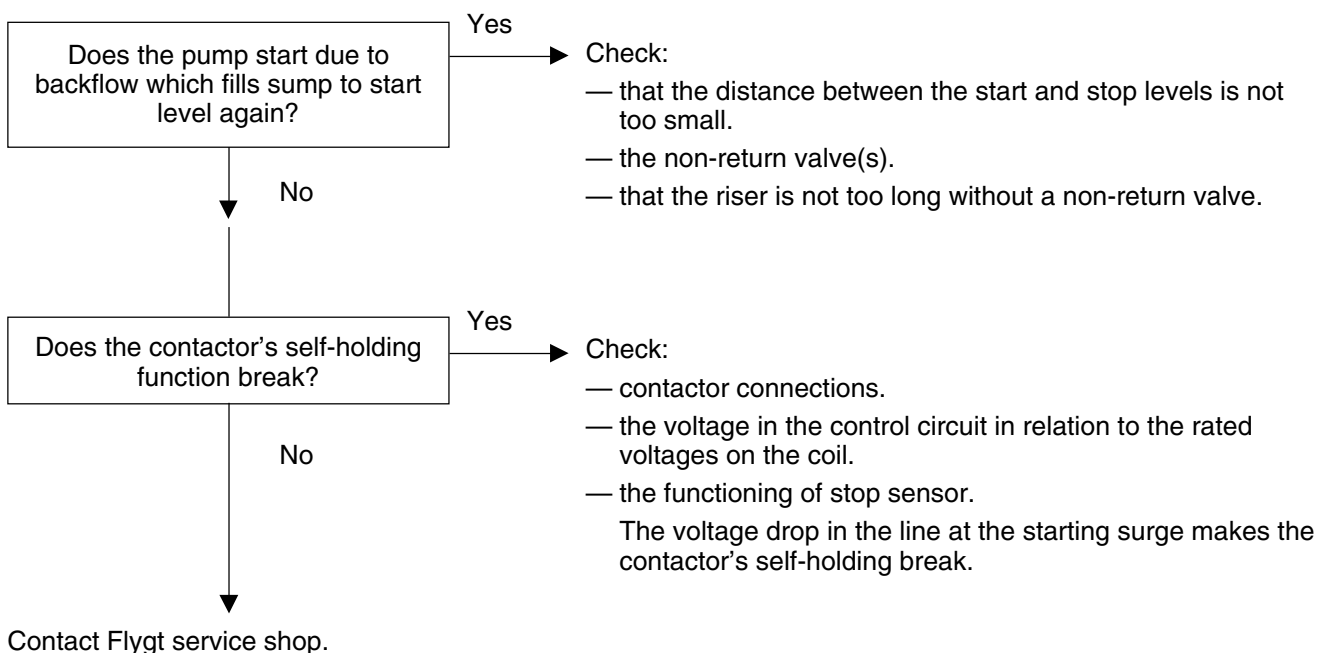 Yes
Does the pump start due to
backflow which fills sump to start
level again?
Check:
— that the distance between the start and stop levels is not
too small.
— the non-return valve(s).
— that the riser is not too long without a non-return valve.
No
Yes
Does the contactor’s self-holding
function break?
Check:
— contactor connections.
— the voltage in the control circuit in relation to the rated
voltages on the coil.
— the functioning of stop sensor.
The voltage drop in the line at the starting surge makes the
contactor’s self-holding break.
No
Contact Flygt service shop.